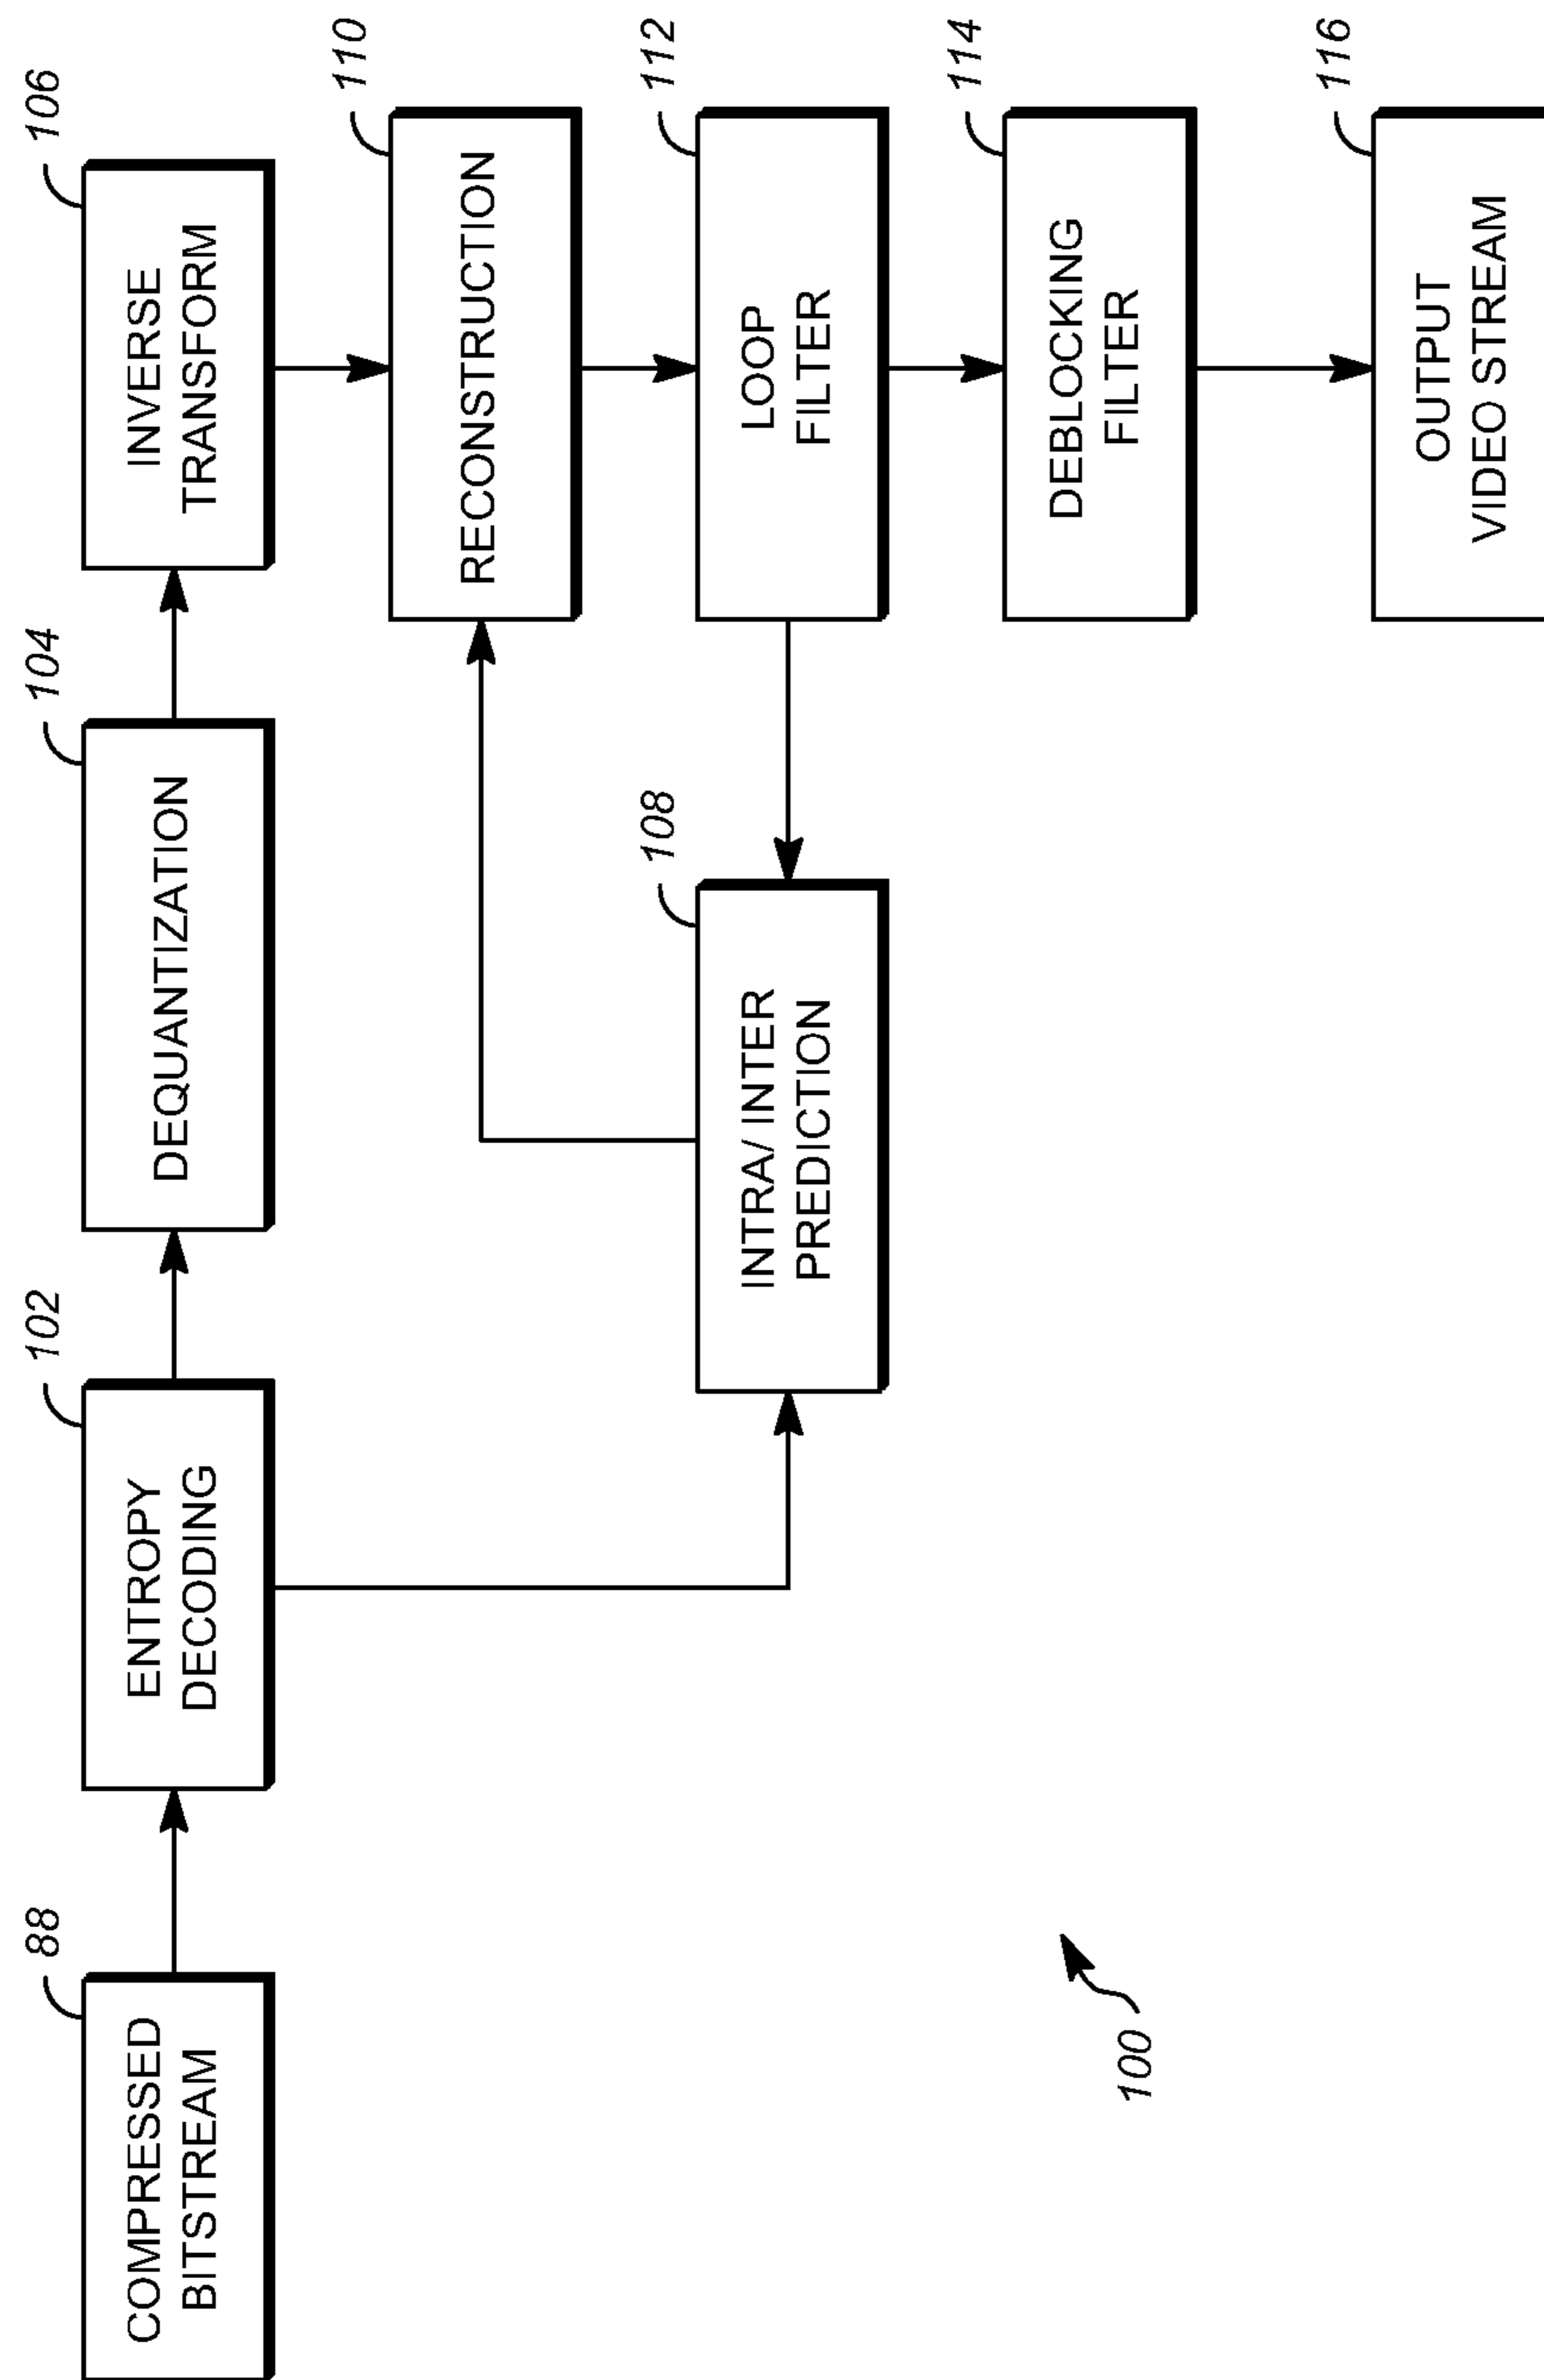 88
COMPRESSED
BITSTREAM
102
ENTROPY
DECODING
104
DEQUANTIZATION
106
INVERSE
TRANSFORM
110
RECONSTRUCTION
108
INTRA/ INTER
PREDICTION
112
LOOP
FILTER
114
DEBLOCKING
FILTER
100
116
OUTPUT
VIDEO STREAM